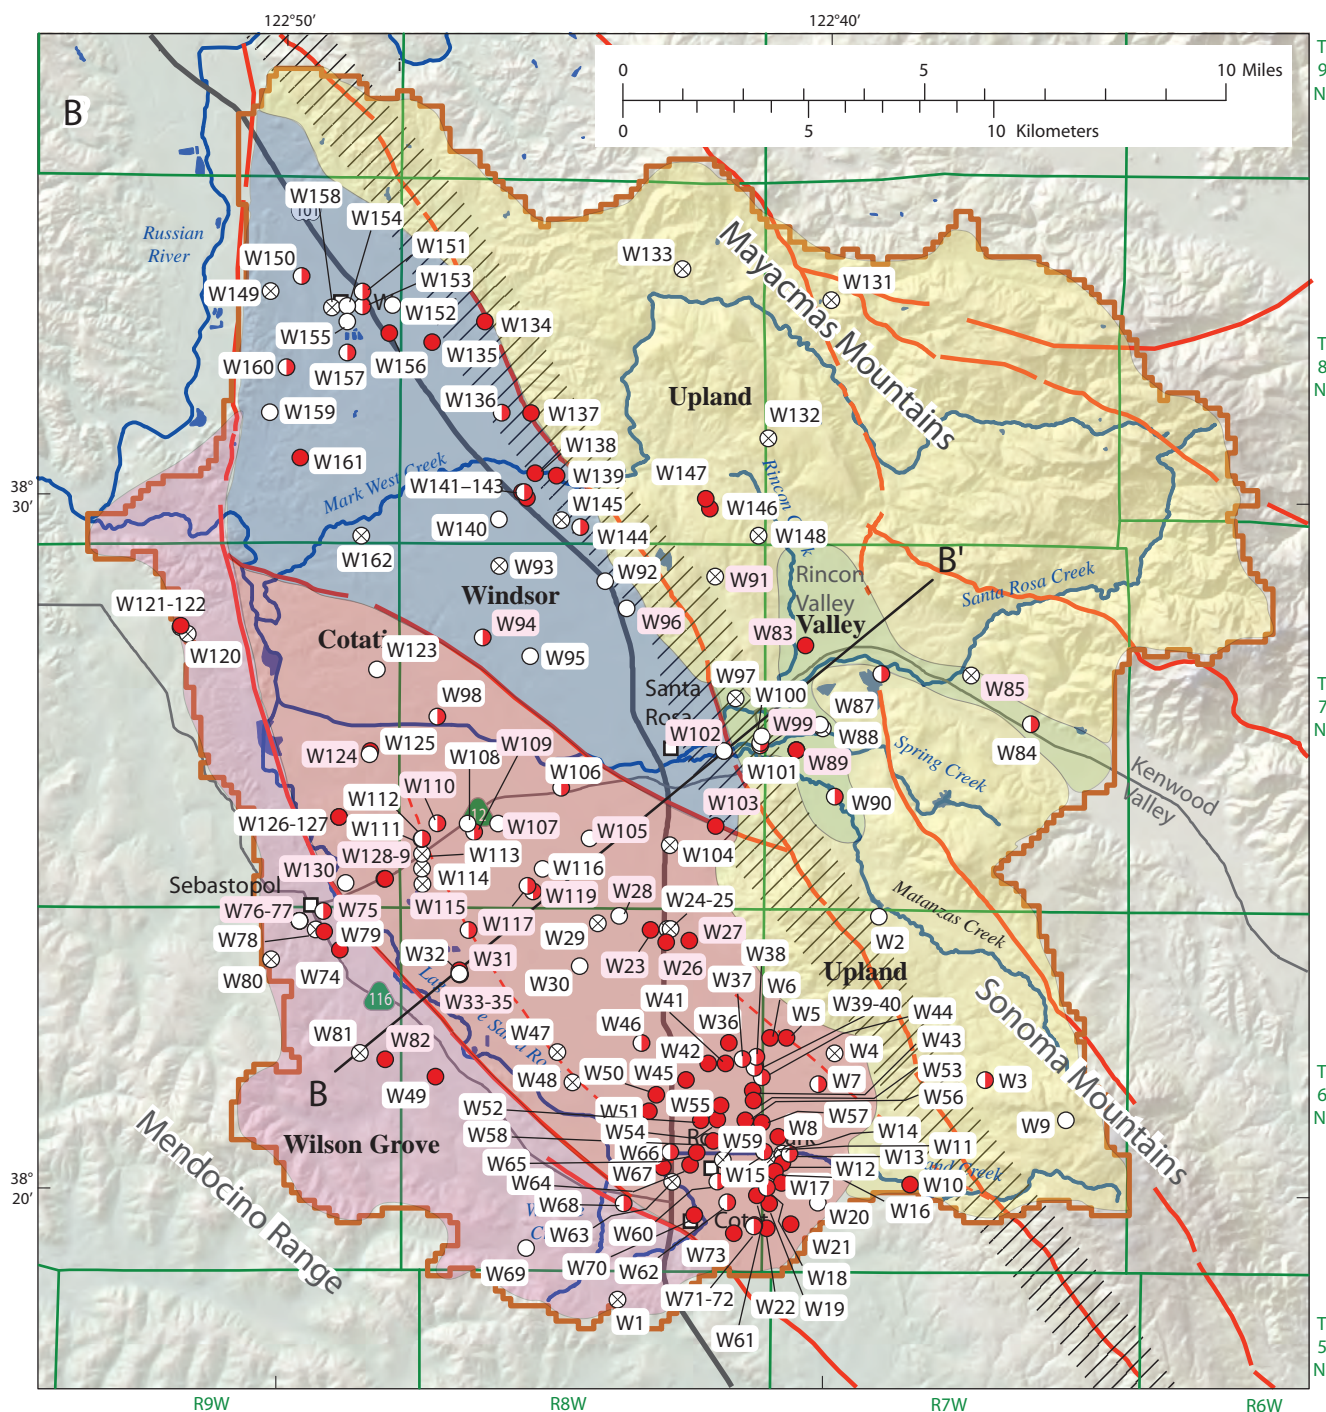 122°50'
122°40'
T
9
N
B
0
5
10 Miles
0
5
10 Kilometers
W158
101
W154
Russian
River
W151
W150
W153
W133
Mayacmas Mountains
W149
W131
W
W152
W134
W155
W135
T
8
N
W160
W157
W156
Upland
W136
W159
W137
W132
W138
W161
Mark West Creek
W139
W147
Rincon
38°
30'
W141–143
W145
W146
W140
W144
W148
W162
B'
W93
W92
W91
Rincon
Valley
Santa Rosa Creek
Windsor
W121-122
W94
W96
W83
Valley
Cotati
W120
W123
W95
W97
Santa
Rosa
W100
W85
T
7
N
W98
W87
W99
W102
W88
W84
W124
W125
W108
W109
Spring Creek
Kenwood
Valley
W101
W89
W110
W106
W90
W112
12
W103
W126-127
W111
W107
W105
W128-9
W113
W116
W104
W130
W114
Sebastopol
W119
W28
W24-25
Matanzas Creek
W76-77
W75
W115
W117
W27
W2
W78
W79
W29
W38
W32
W31
W80
W74
W23
W26
W37
Upland
W30
W6
116
W33-35
W41
W39-40
Sonoma Mountains
W36
W5
W44
W47
W46
W81
W82
W42
W43
W4
W50
W45
W53
W48
W7
W3
T
6
N
B
W49
W56
W52
W51
W55
W57
Mendocino Range
W8
W9
W58
W54
W59
W14
Wilson Grove
W11
W66
W13
W65
W67
W15
W12
38°
20'
W64
W17
W10
W68
W16
W20
W63
W60
Cotat
W21
W73
W69
W70
W62
W18
W71-72
W22
W19
W1
W61
T
5
N
R9W
R8W
R7W
R6W